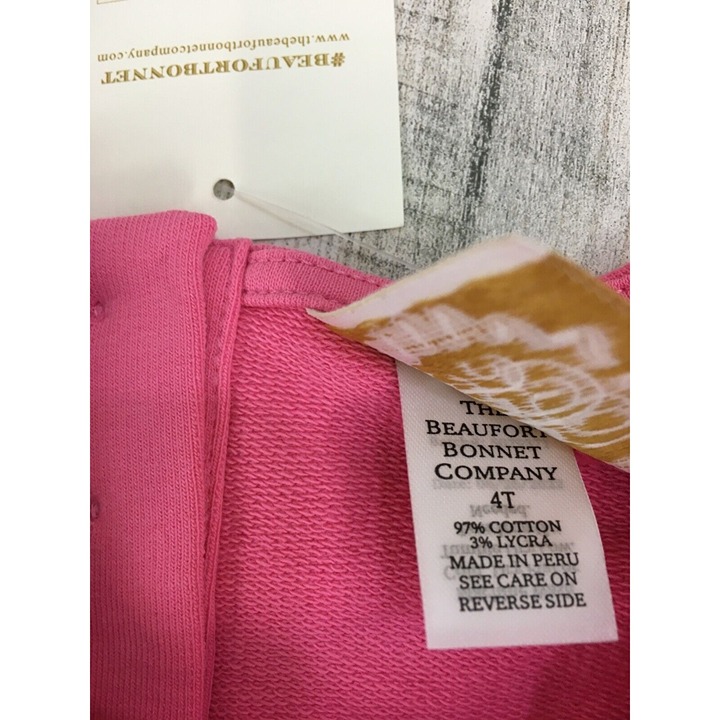 #BEAUFORTBONNET
www.thebeaufortbonnetcompany.com
THE
BEAUFORT
BONNET
COMPANY
4T
97% COTTON
3% LYCRA
MADE IN PERU
SEE CARE ON
REVERSE SIDE